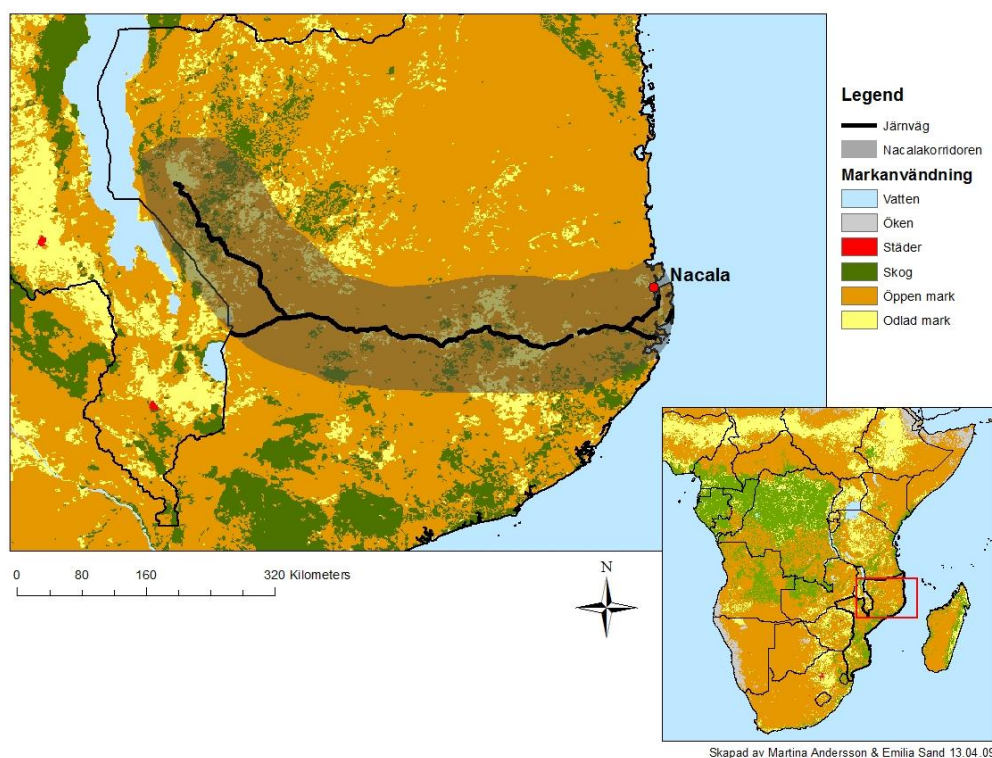 Nacala
Legend
Järnväg
Nacalakorridoren
Markanvändning
Vatten
Öken
Städer
Skog
Öppen mark
Odlad mark
0 80 160 320 Kilometers
N
Skapad av Martina Andersson & Emilia Sand 13.04.09